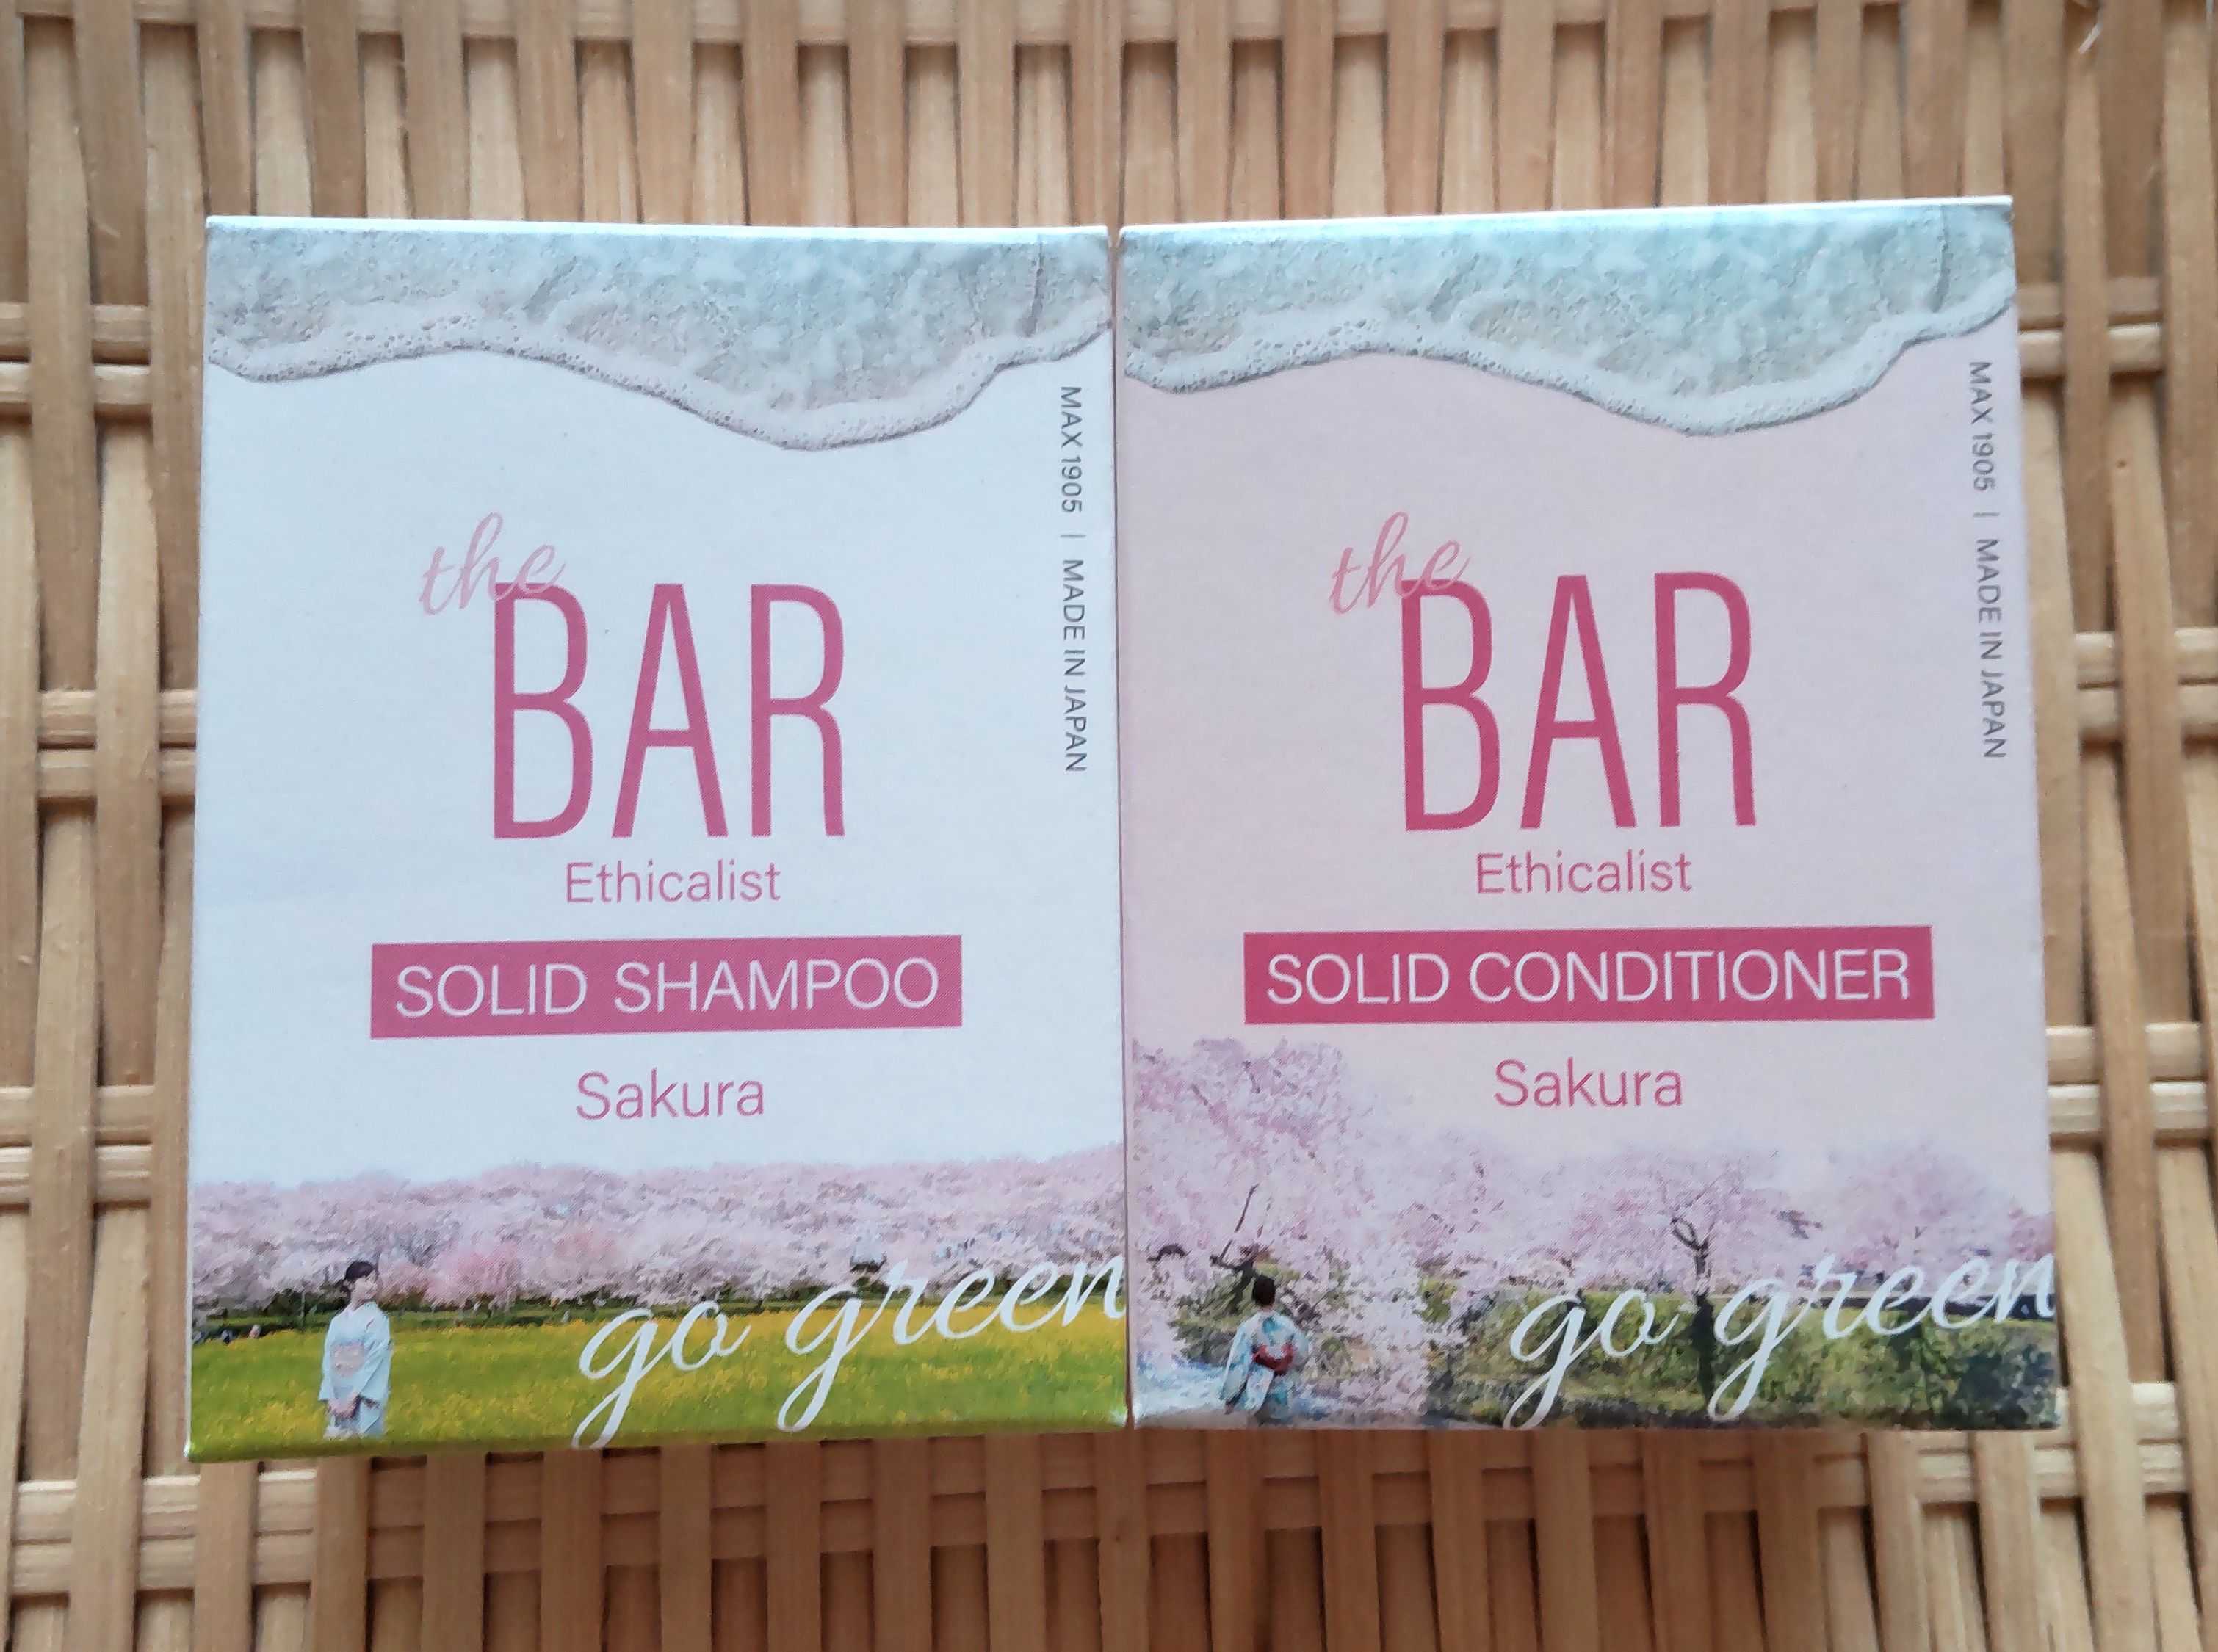 the
BAR
Ethicalist
SOLID SHAMPOO
Sakura
go green
MAX 1905 | MADE IN JAPAN
the
BAR
Ethicalist
SOLID CONDITIONER
Sakura
go green
MAX 1905 | MADE IN JAPAN